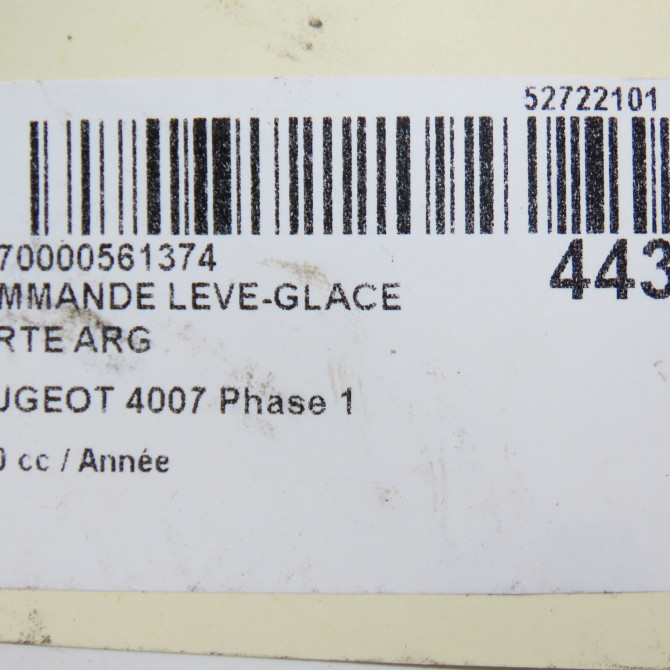 52722101
70000561374
443
MMANDE LEVE-GLACE
RTE ARG
UGEOT 4007 Phase 1
0 cc / Année